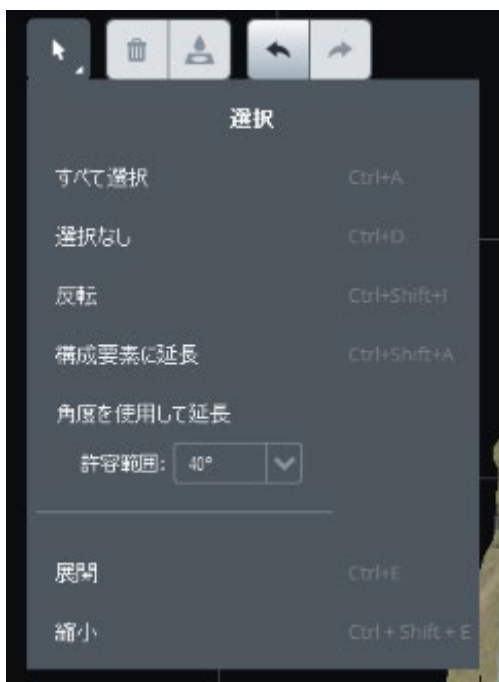 選択
すべて選択 Ctrl+A
選択なし Ctrl+D
反転 Ctrl+Shift+I
構成要素に延長 Ctrl+Shift+A
角度を使用して延長
許容範囲: 40°
展開 Ctrl+E
縮小 Ctrl + Shift + E